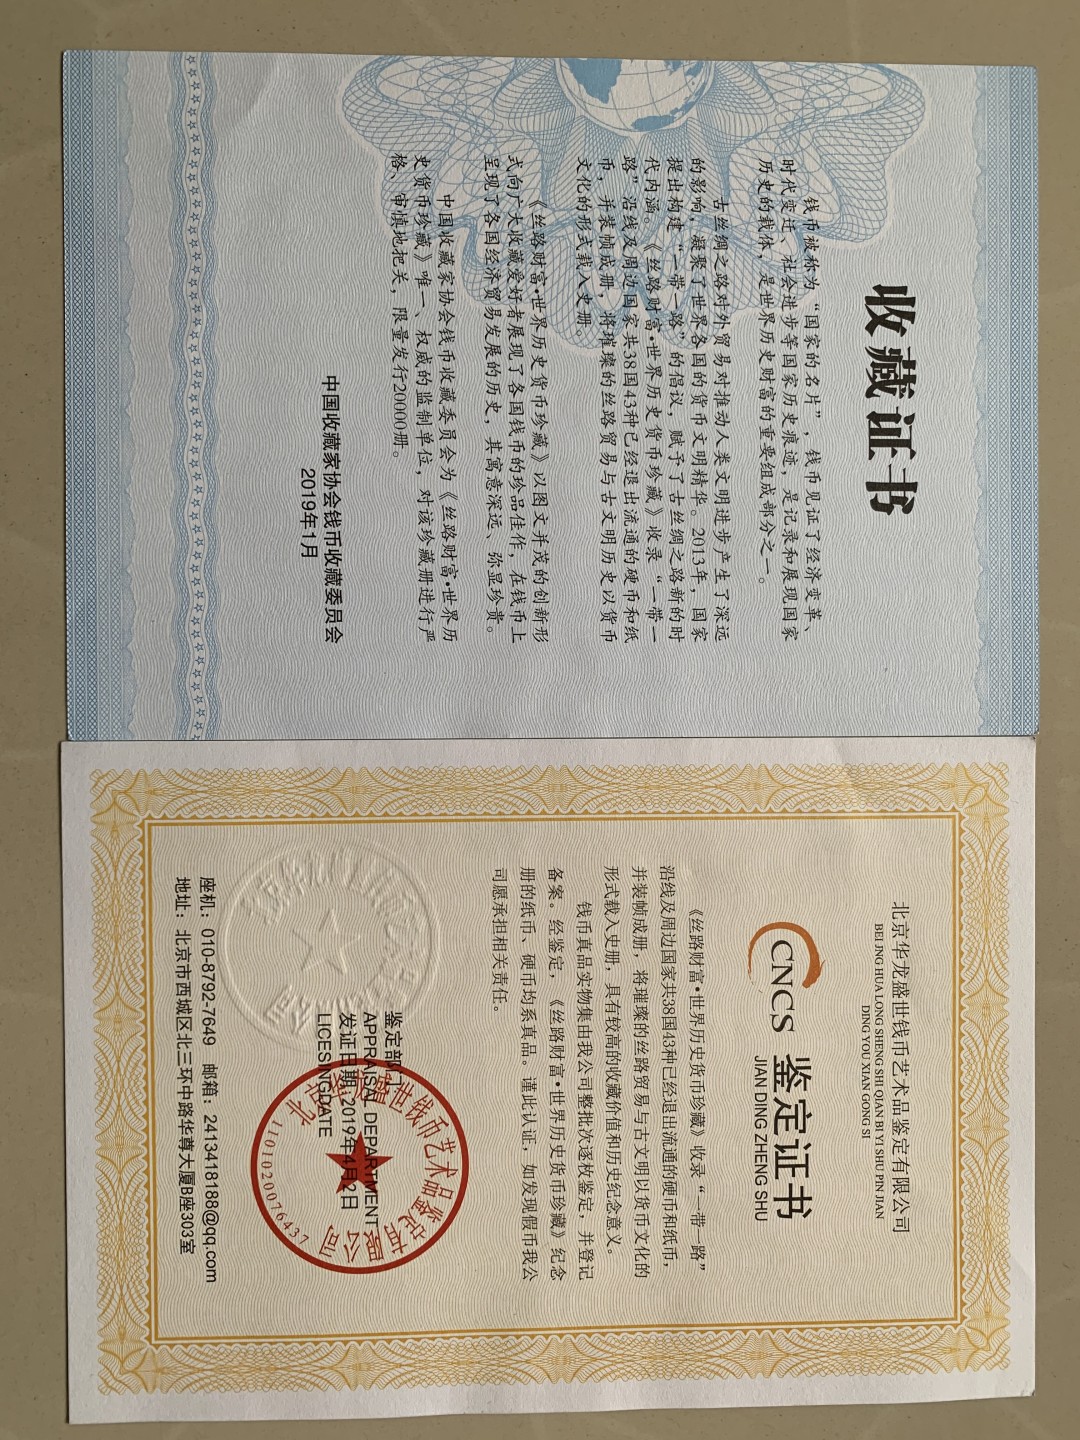 收藏证书
钱币被称为“国家的名片”，钱币见证了经济变革、
时代变迁、社会进步等国家历史痕迹，是记录和展现国家
历史的载体，是世界历史财富的重要组成部分之一。
古丝绸之路对外贸易对推动人类文明进步产生了深远
的影响，凝聚了世界各国的货币文明精华。2013年，国家
提出构建“一带一路”的倡议，赋予了古丝绸之路新的时
代内涵。《丝路财富•世界历史货币珍藏》收录“一带一
路”沿线及周边国家共38国43种已经退出流通的硬币和纸
币，并装帧成册，将璀璨的丝路贸易与古文明历史以货币
文化的形式载入史册。
《丝路财富•世界历史货币珍藏》以图文并茂的创新形
式向广大收藏爱好者展现了各国钱币的珍品佳作，在钱币上
呈现了各国经济贸易发展的历史，其寓意深远、弥显珍贵。
中国收藏家协会钱币收藏委员会为《丝路财富•世界历
史货币珍藏》唯一、权威的监制单位，对该珍藏册进行严
格、审慎地把关，限量发行20000册。
中国收藏家协会钱币收藏委员会
2019年1月
北京华龙盛世钱币艺术品鉴定有限公司
BEI JNG HUA LONG SHENG SHI QIAN BI YI SHU PIN JIAN
DING YOU XIAN GONG SI
CNCS 鉴定证书
JIAN DING ZHENG SHU
《丝路财富•世界历史货币珍藏》收录“一带一路”
沿线及周边国家共38国43种已经退出流通的硬币和纸币，
并装帧成册，将璀璨的丝路贸易与古文明以货币文化的
形式载入史册，具有较高的收藏价值和历史纪念意义。
钱币真品实物集由我公司整批次逐枚鉴定，并登记
备案。经鉴定，《丝路财富•世界历史货币珍藏》纪念
册的纸币、硬币均系真品。谨此认证，如发现假币我公
司愿承担相关责任。
鉴定部门
APPRAISAL DEPARTMENT
发证日期:2019年4月2日
LICESINGDATE
北京华龙盛世钱币艺术品鉴定有限公司
1101020076437
座机：010-8792-7649 邮箱：2413418188@qq.com
地址：北京市西城区北三环中路华尊大厦B座303室